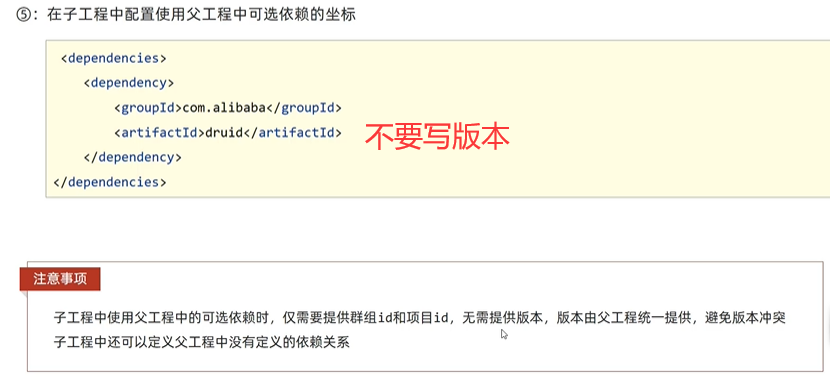 ⑤：在子工程中配置使用父工程中可选依赖的坐标
<dependencies>
<dependency>
<groupId>com.alibaba</groupId>
<artifactId>druid</artifactId>
不要写版本
</dependency>
</dependencies>
注意事项
子工程中使用父工程中的可选依赖时，仅需要提供群组id和项目id，无需提供版本，版本由父工程统一提供，避免版本冲突
子工程中还可以定义父工程中没有定义的依赖关系